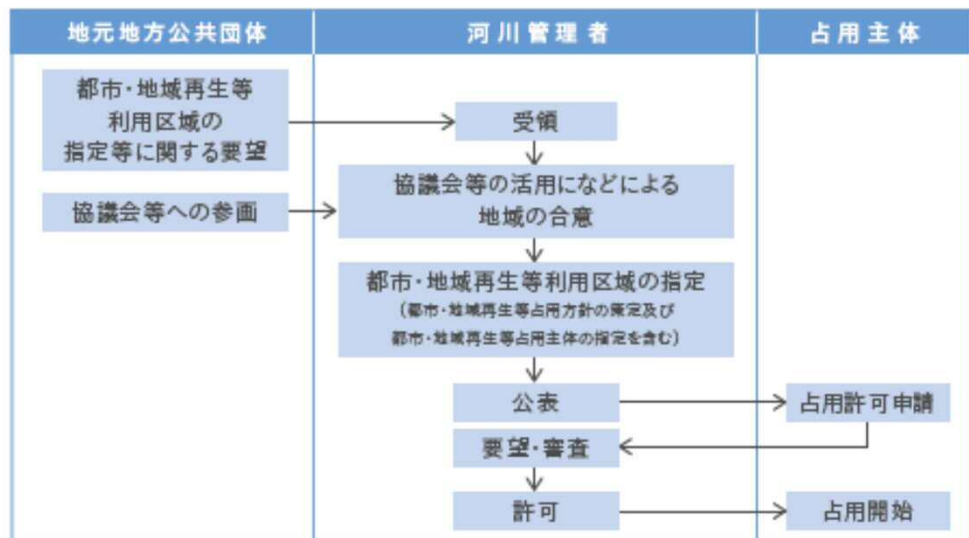 地元地方公共団体
河川管理者
占用主体
都市・地域再生等
利用区域の
指定等に関する要望
受領
協議会等への参画
協議会等の活用になどによる
地域の合意
都市・地域再生等利用区域の指定
(都市・地域再生等占用方針の策定及び
都市・地域再生等占用主体の指定を含む)
公表
占用許可申請
要望・審査
許可
占用開始